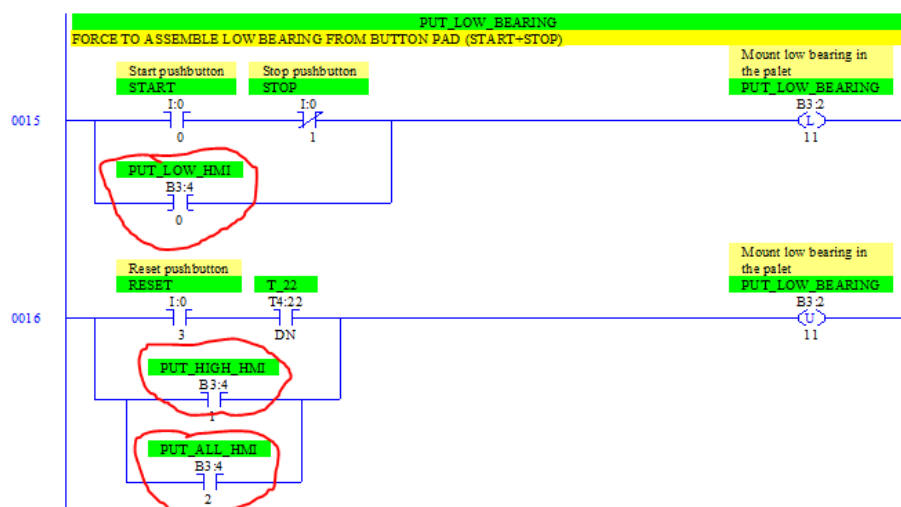 PUT_LOW_BEARING
FORCE TO ASSEMBLE LOW BEARING FROM BUTTON PAD (START+STOP)
Mount low bearing in
the palet
Start pushbutton Stop pushbutton
START STOP PUT_LOW_BEARING
I:0 I:0 B3:2
0015 L
0 1 11
PUT_LOW_HMI
B3:4
0
Mount low bearing in
the palet
Reset pushbutton
RESET T_22 PUT_LOW_BEARING
I:0 T4:22 B3:2
0016 U
3 DN 11
PUT_HIGH_HMI
B3:4
1
PUT_ALL_HMI
B3:4
2